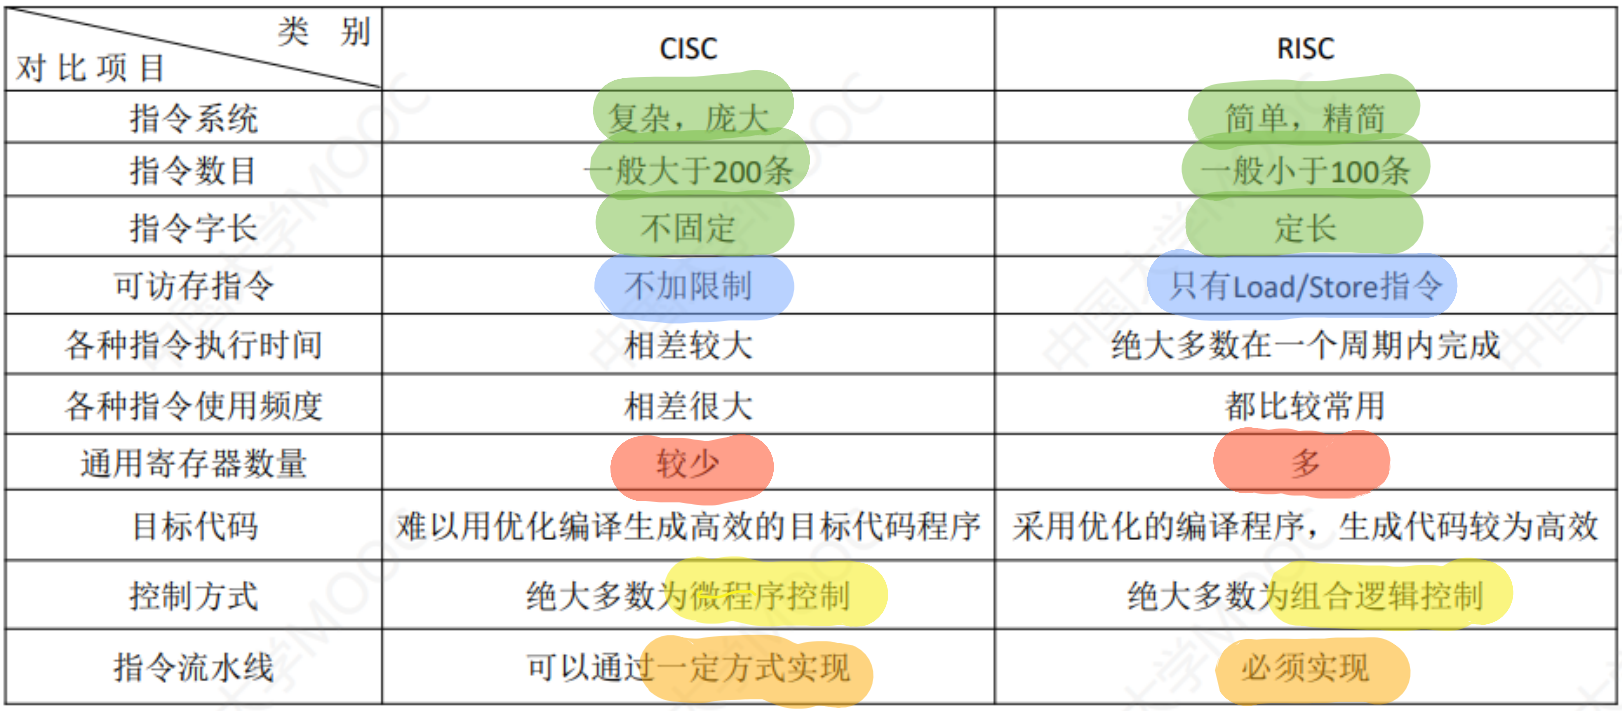 类 别
对比项目
CISC
RISC
指令系统
复杂，庞大
简单，精简
指令数目
一般大于200条
一般小于100条
指令字长
不固定
定长
可访存指令
不加限制
只有Load/Store指令
各种指令执行时间
相差较大
绝大多数在一个周期内完成
各种指令使用频度
相差很大
都比较常用
通用寄存器数量
较少
多
目标代码
难以用优化编译生成高效的目标代码程序
采用优化的编译程序，生成代码较为高效
控制方式
绝大多数为微程序控制
绝大多数为组合逻辑控制
指令流水线
可以通过一定方式实现
必须实现
中国大学MOOC